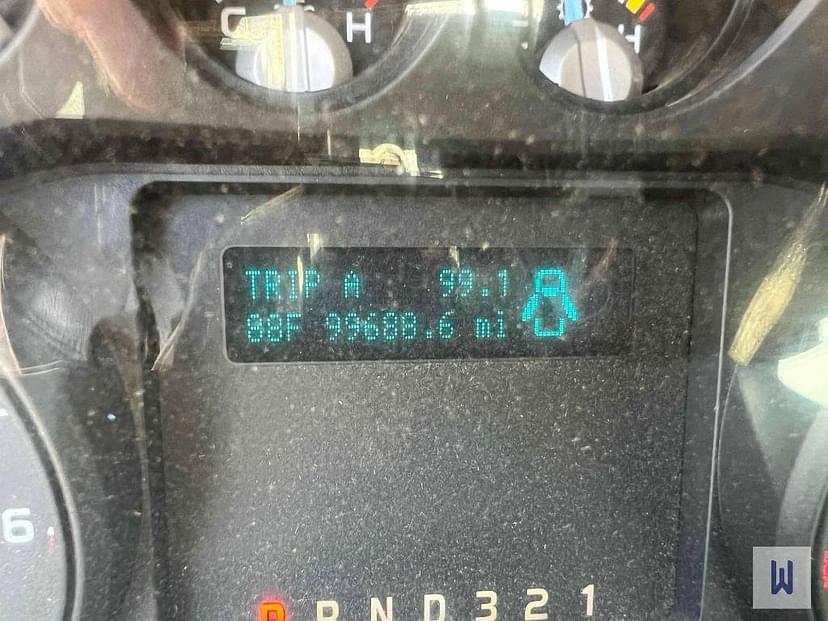 C H H
TRIP A 99.1
88F 99688.6 mi
6
P R N D 3 2 1
W